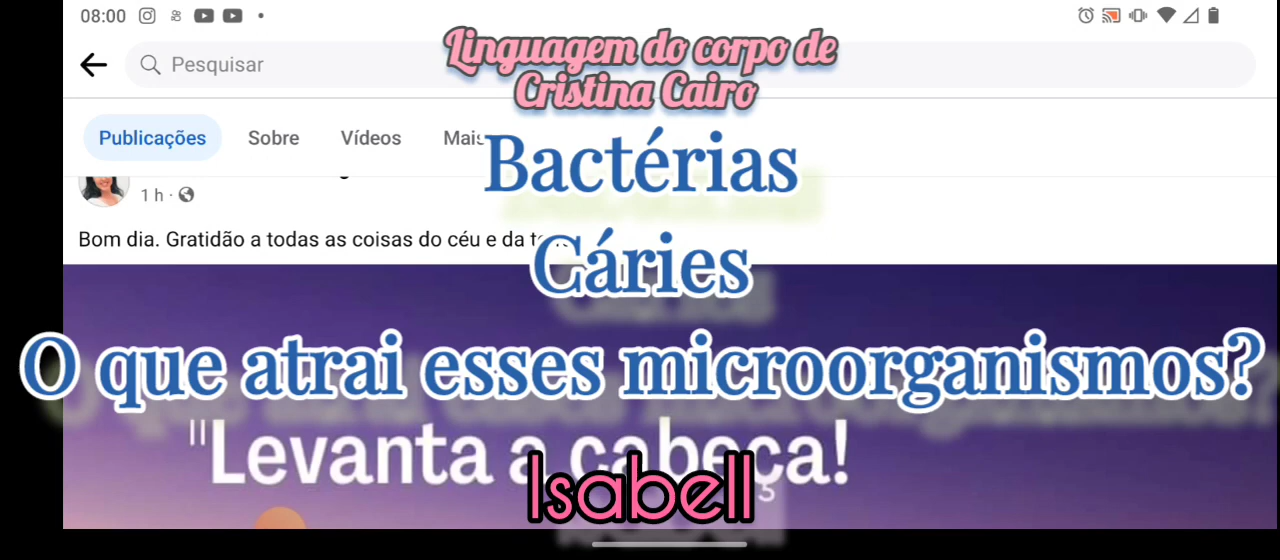 08:00
Pesquisar
Linguagem do corpo de
Cristina Cairo
Publicações
Sobre
Vídeos
Mais
Bactérias
1 h
Bom dia. Gratidão a todas as coisas do céu e da
Cáries
O que atrai esses microorganismos?
"Levanta a cabeça!
Isabell